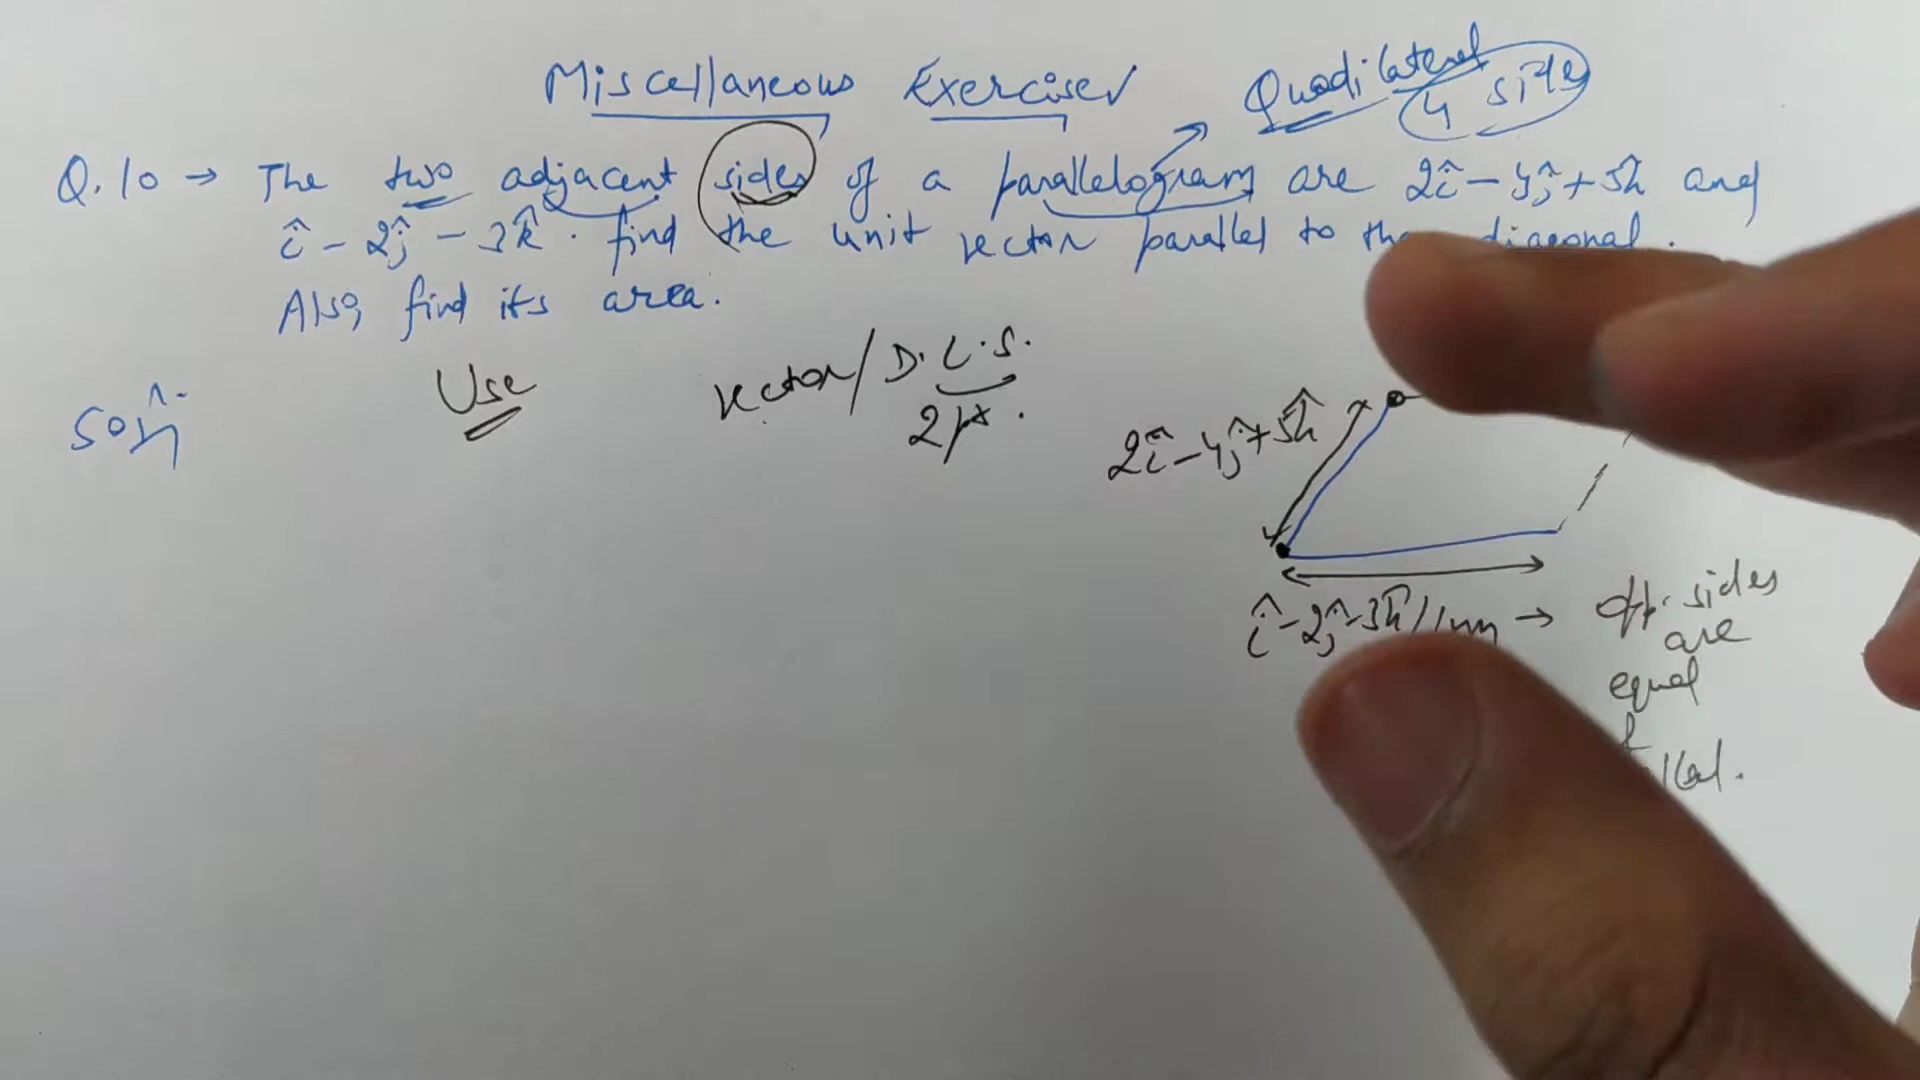 Miscellaneous Exercise
Quadilateral
4 side
Q.10 → The two adjacent sides of a parallelogram are 2î - 4ĵ + 5k̂ and
î - 2ĵ - 3k̂. find the unit vector parallel to diagonal.
Also, find its area.
Soln.
Use
vector/D.C.S.
2pt.
2î - 4ĵ + 5k̂
î - 2ĵ - 3k̂ // →
opp. sides
are
equal